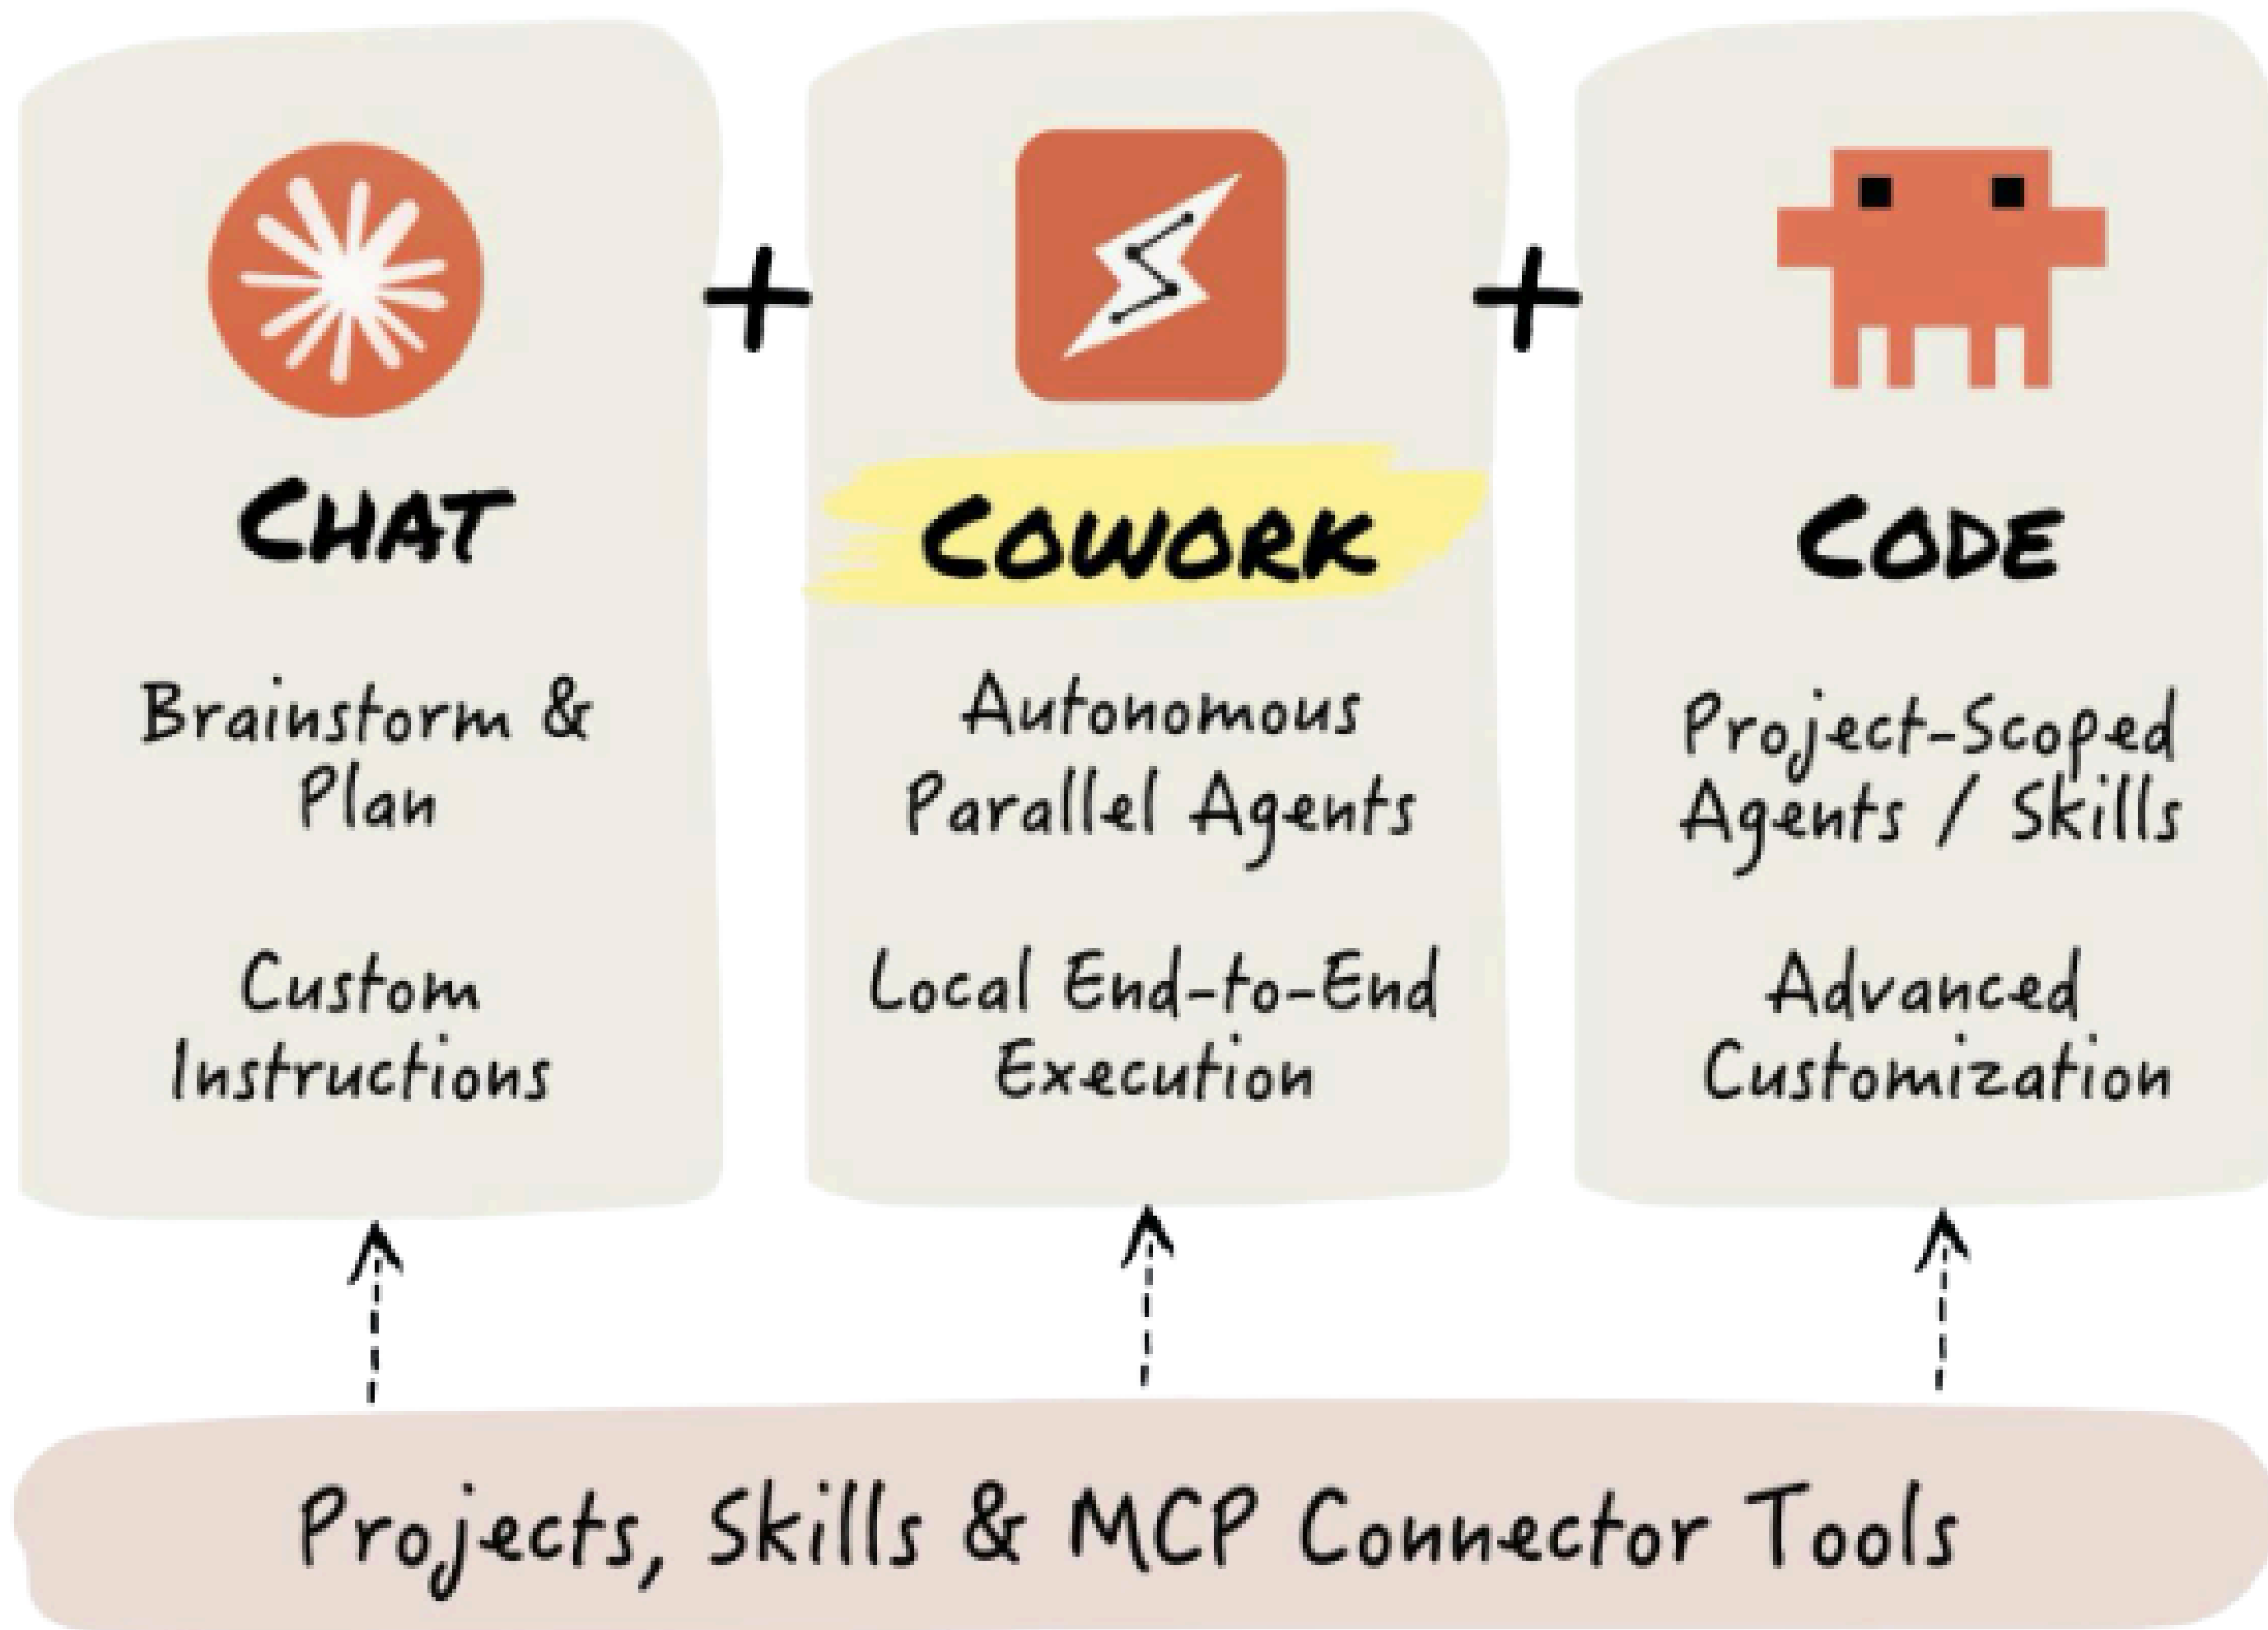 +
+
CHAT
Brainstorm &
Plan
Custom
Instructions
COWORK
Autonomous
Parallel Agents
Local End-to-End
Execution
CODE
Project-Scoped
Agents / Skills
Advanced
Customization
Projects, Skills & MCP Connector Tools